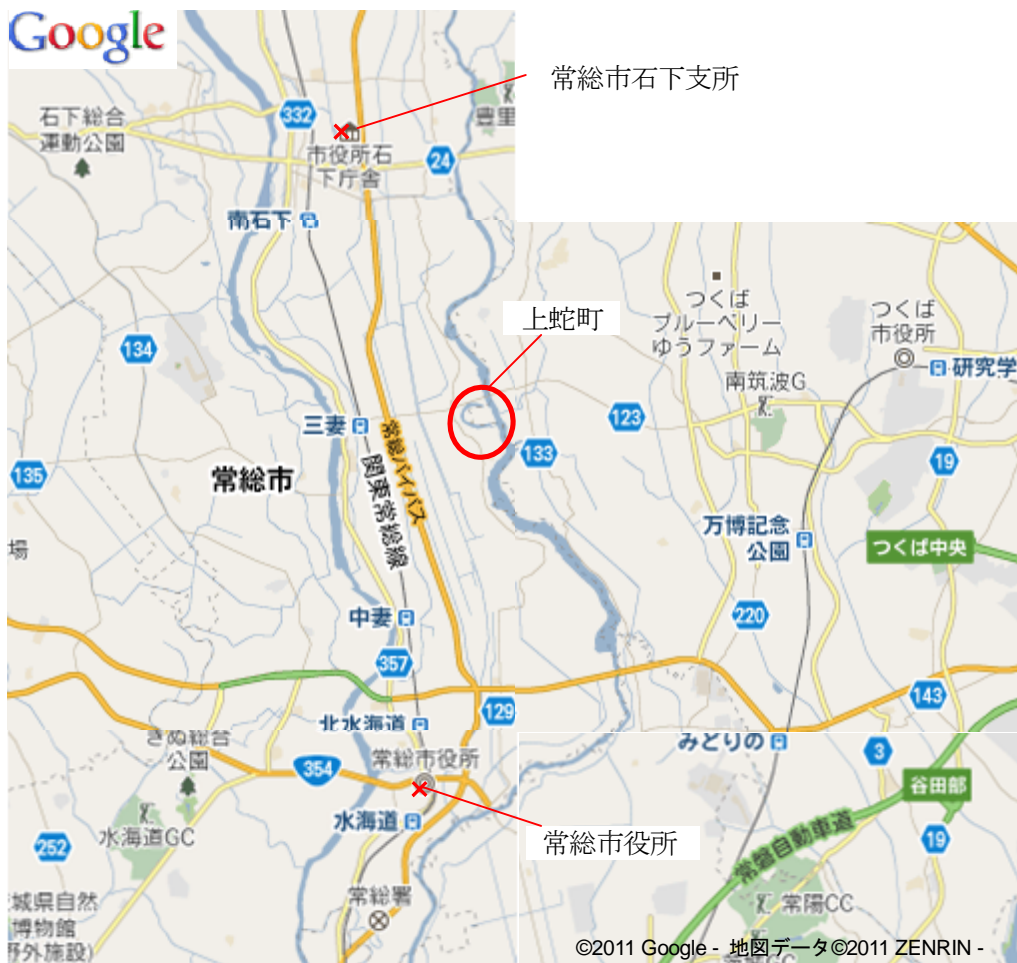 Google
常総市石下支所
石下総合
運動公園
332
豊里
市役所石
下庁舎
24
南石下
上蛇町
つくば
ブルーベリー
ゆうファーム
つくば
市役所
134
研究学
南筑波G
123
三妻
常総バイパス
133
19
135
常総市
関東常総線
万博記念
公園
つくば中央
場
中妻
220
357
143
129
北水海道
みどりの
きぬ総合
公園
常総市役所
3
354
谷田部
水海道
水海道GC
常総市役所
常磐自動車道
19
252
常総署
城県自然
博物館
野外施設)
常陽CC
©2011 Google - 地図データ©2011 ZENRIN -